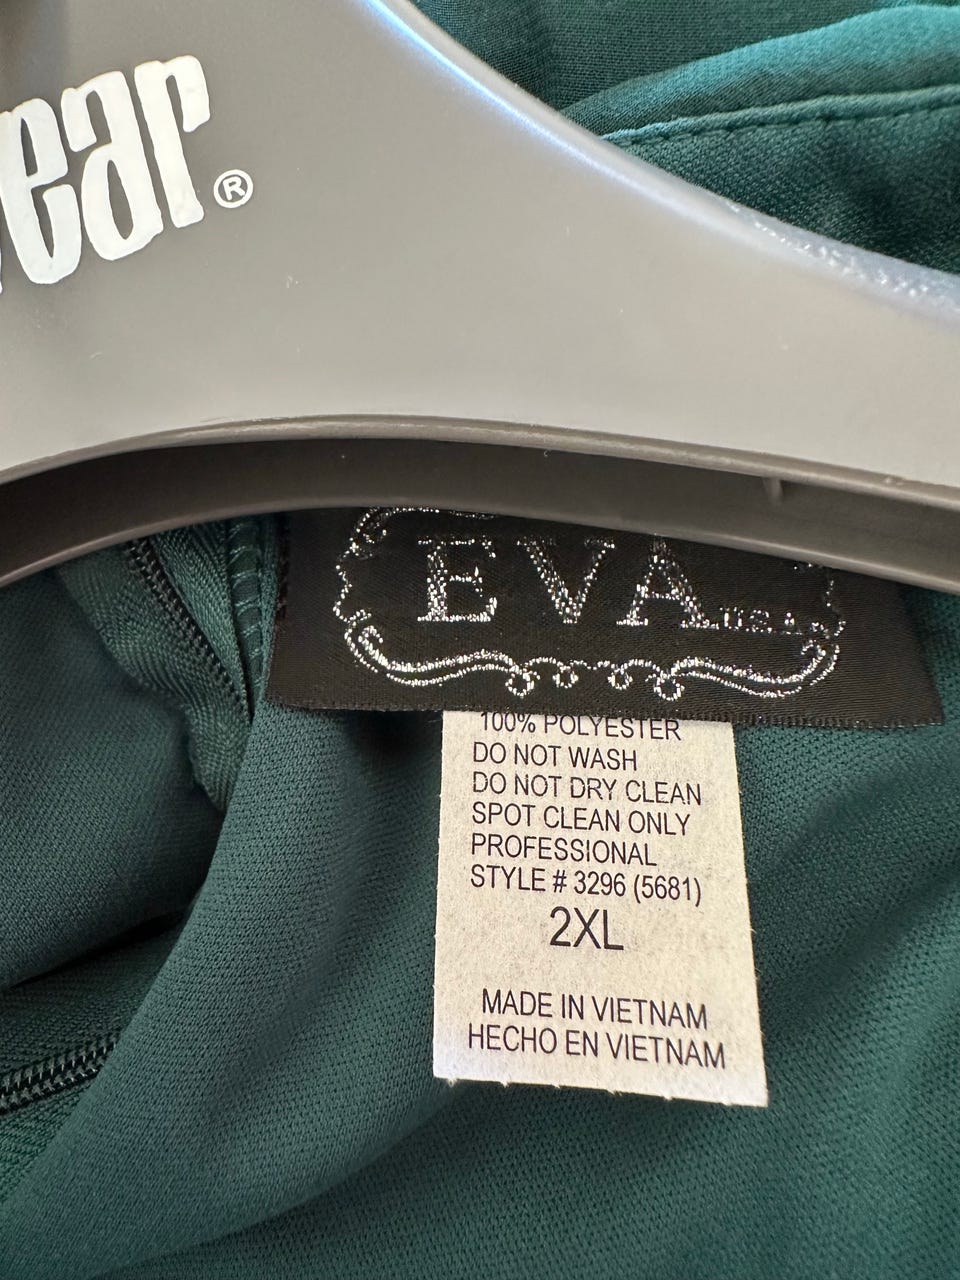 ear®
EVA U.S.A.
100% POLYESTER
DO NOT WASH
DO NOT DRY CLEAN
SPOT CLEAN ONLY
PROFESSIONAL
STYLE # 3296 (5681)
2XL
MADE IN VIETNAM
HECHO EN VIETNAM